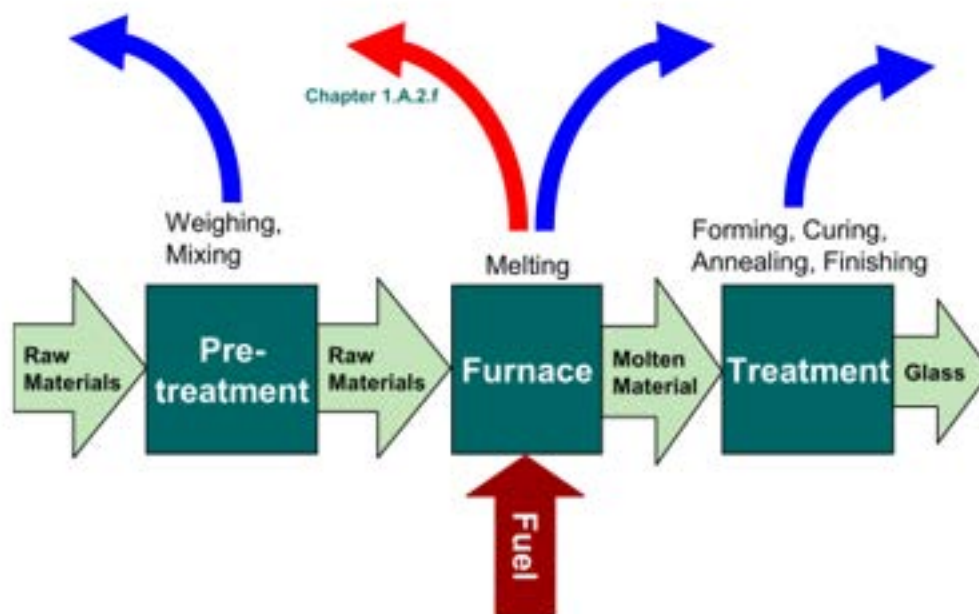 Chapter 1.A.2.f
Weighing,
Mixing
Melting
Forming, Curing,
Annealing, Finishing
Raw
Materials
Pre-
treatment
Raw
Materials
Furnace
Molten
Material
Treatment
Glass
Fuel